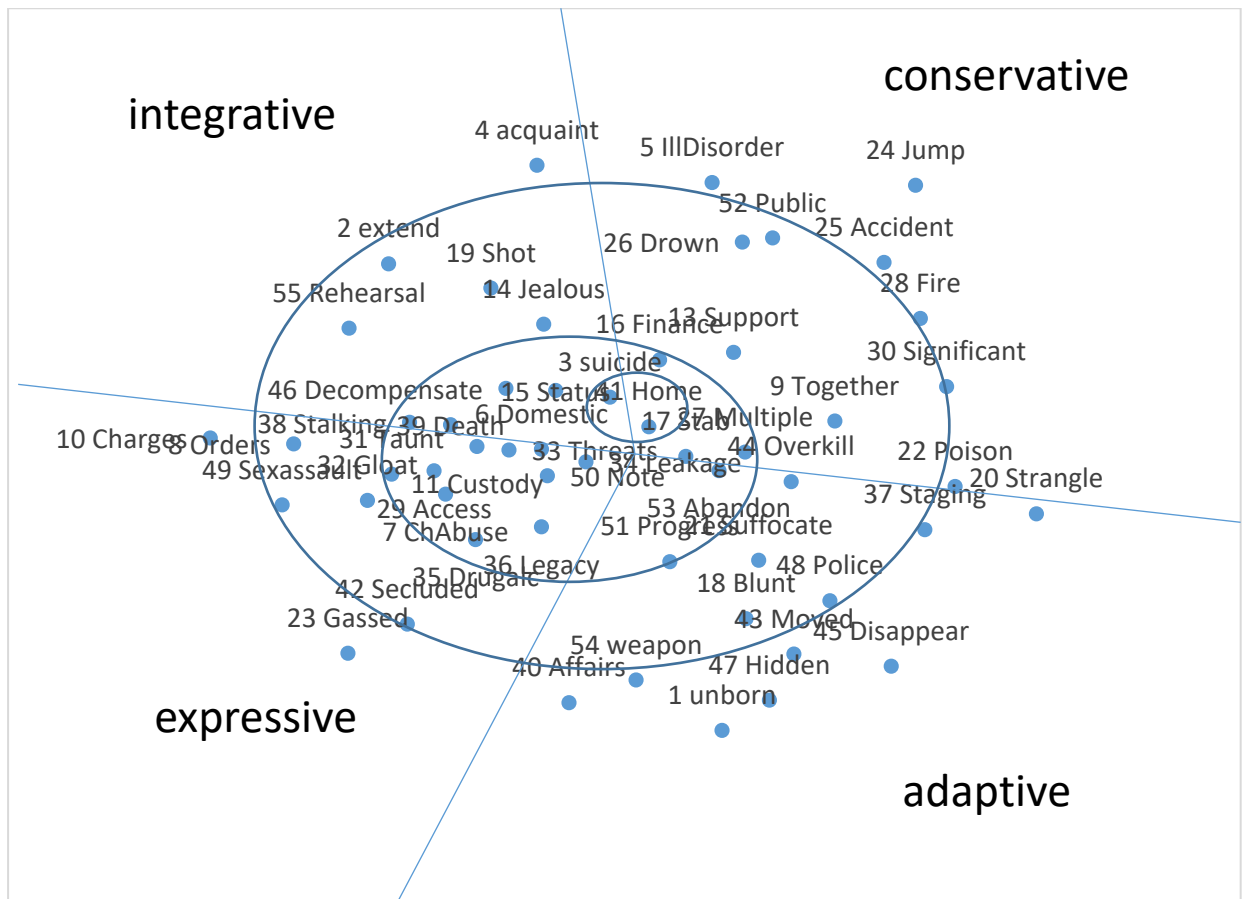 conservative
integrative
4 acquaint
5 IllDisorder
24 Jump
52 Public
2 extend
25 Accident
26 Drown
19 Shot
28 Fire
55 Rehearsal
14 Jealous
13 Support
16 Finance
30 Significant
3 suicide
46 Decompensate
15 Status
41 Home
9 Together
6 Domestic
17 Stab
27 Multiple
38 Stalking
39 Death
10 Charges
8 Orders
31 Taunt
33 Threats
44 Overkill
22 Poison
49 Sexassault
32 Gloat
34 Leakage
20 Strangle
11 Custody
50 Note
37 Staging
29 Access
53 Abandon
7 ChAbuse
51 Progress
21 Suffocate
36 Legacy
48 Police
35 Drugalc
18 Blunt
42 Secluded
23 Gassed
43 Moved
45 Disappear
54 weapon
40 Affairs
47 Hidden
1 unborn
expressive
adaptive